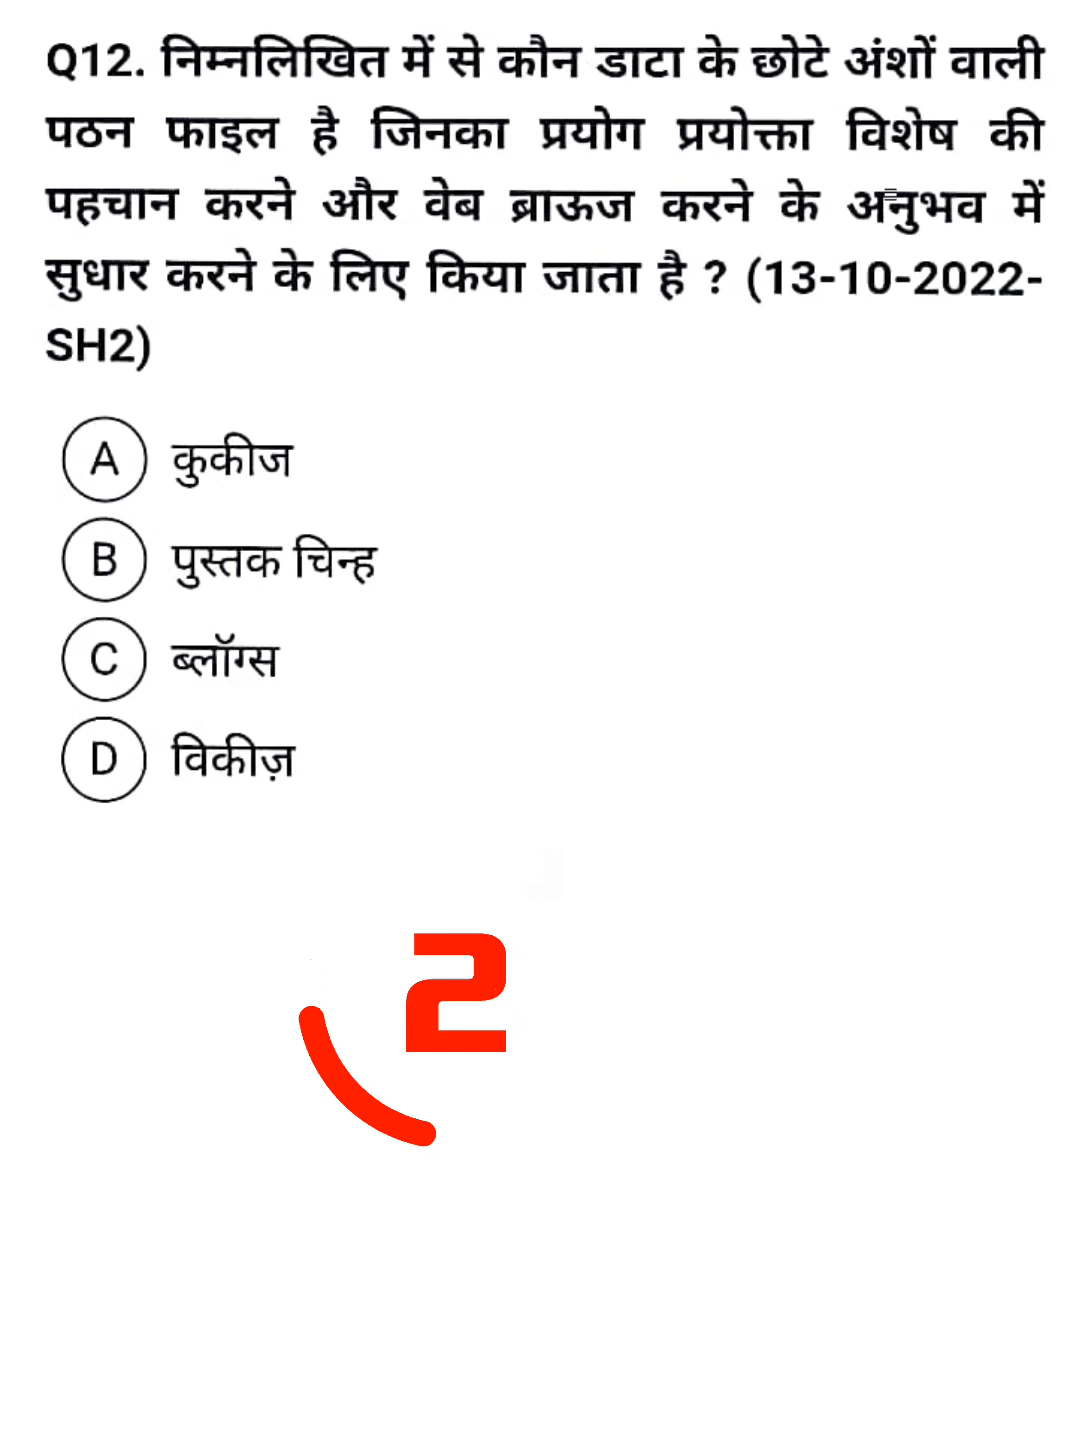 Q12. निम्नलिखित में से कौन डाटा के छोटे अंशों वाली
पठन फाइल है जिनका प्रयोग प्रयोक्ता विशेष की
पहचान करने और वेब ब्राऊज करने के अनुभव में
सुधार करने के लिए किया जाता है ? (13-10-2022-
SH2)
A कुकीज
B पुस्तक चिन्ह
C ब्लॉग्स
D विकीज़
2